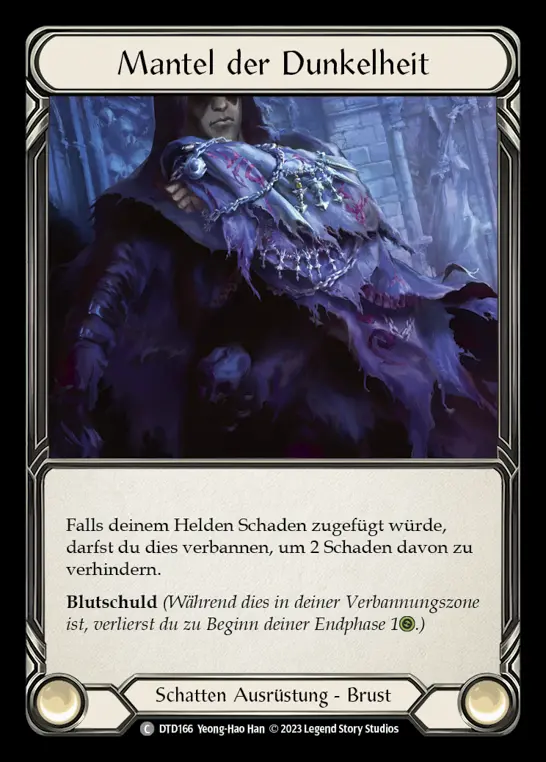 Mantel der Dunkelheit
Falls deinem Helden Schaden zugefügt würde,
darfst du dies verbannen, um 2 Schaden davon zu
verhindern.
Blutschuld (Während dies in deiner Verbannungszone
ist, verlierst du zu Beginn deiner Endphase 1.)
Schatten Ausrüstung - Brust
C DTD166 Yeong-Hao Han © 2023 Legend Story Studios